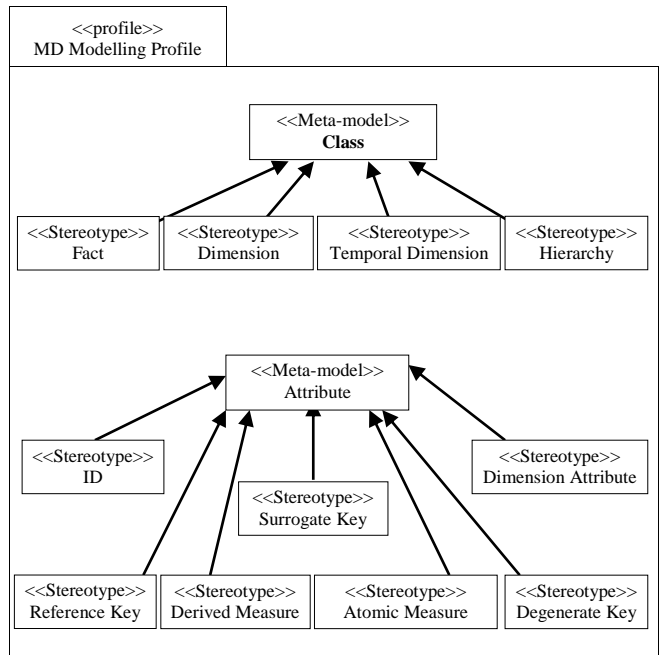 <<profile>>
MD Modelling Profile
<<Meta-model>>
Class
<<Stereotype>>
Fact
<<Stereotype>>
Dimension
<<Stereotype>>
Temporal Dimension
<<Stereotype>>
Hierarchy
<<Meta-model>>
Attribute
<<Stereotype>>
ID
<<Stereotype>>
Dimension Attribute
<<Stereotype>>
Surrogate Key
<<Stereotype>>
Reference Key
<<Stereotype>>
Derived Measure
<<Stereotype>>
Atomic Measure
<<Stereotype>>
Degenerate Key